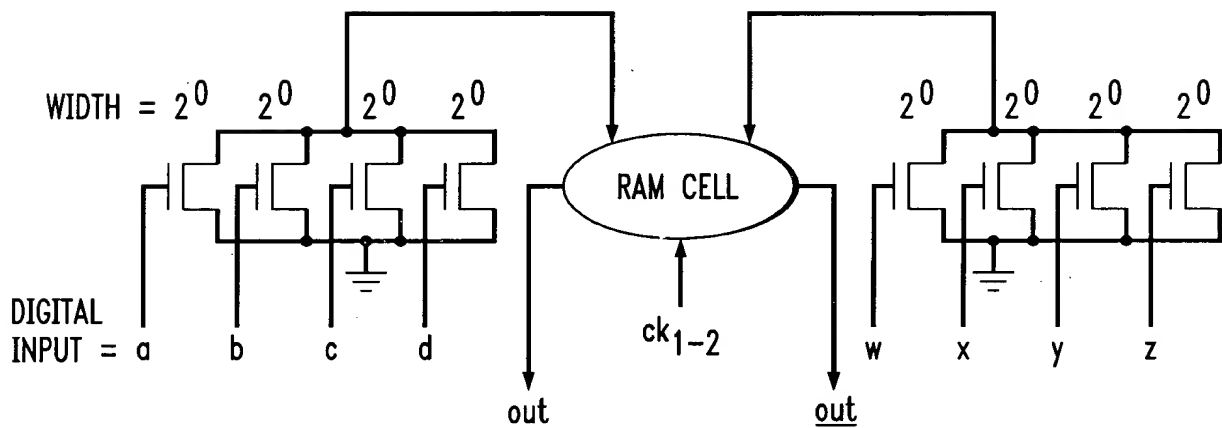 WIDTH = 2⁰ 2⁰ 2⁰ 2⁰
2⁰ 2⁰ 2⁰ 2⁰
RAM CELL
ck₁₋₂
DIGITAL
INPUT = a b c d
w x y z
out
out